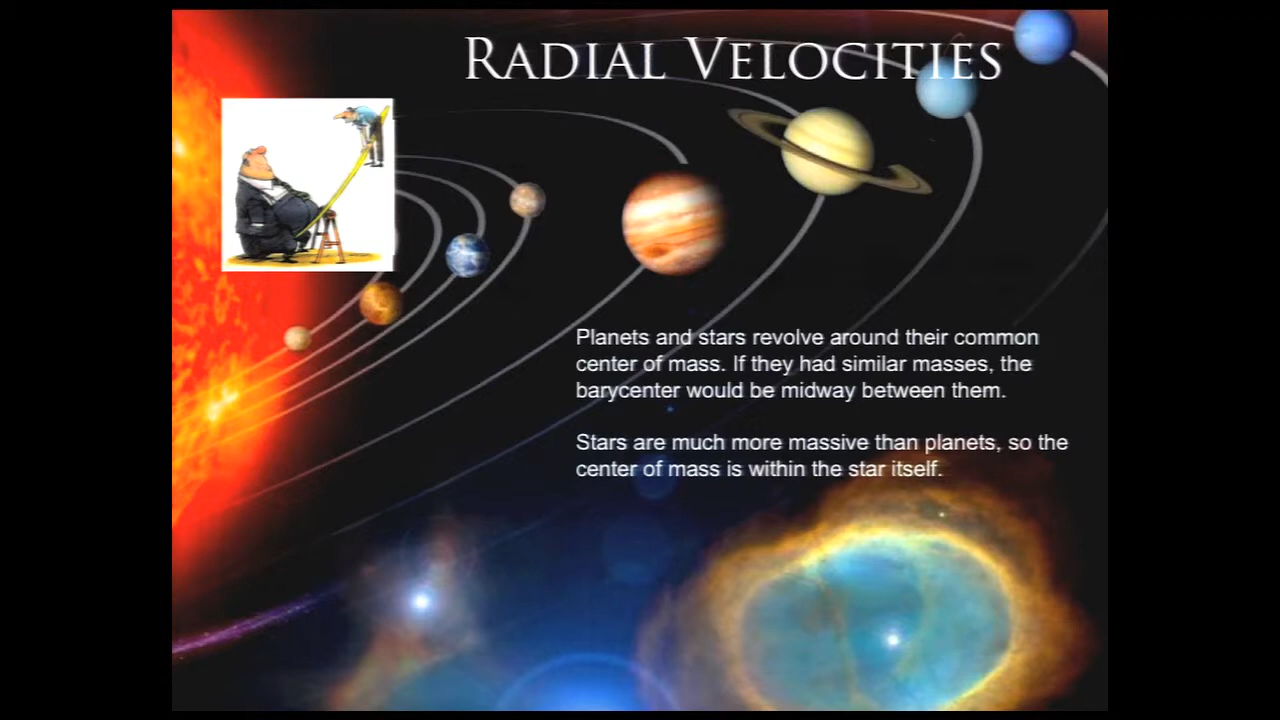 RADIAL VELOCITIES
Planets and stars revolve around their common
center of mass. If they had similar masses, the
barycenter would be midway between them.
Stars are much more massive than planets, so the
center of mass is within the star itself.